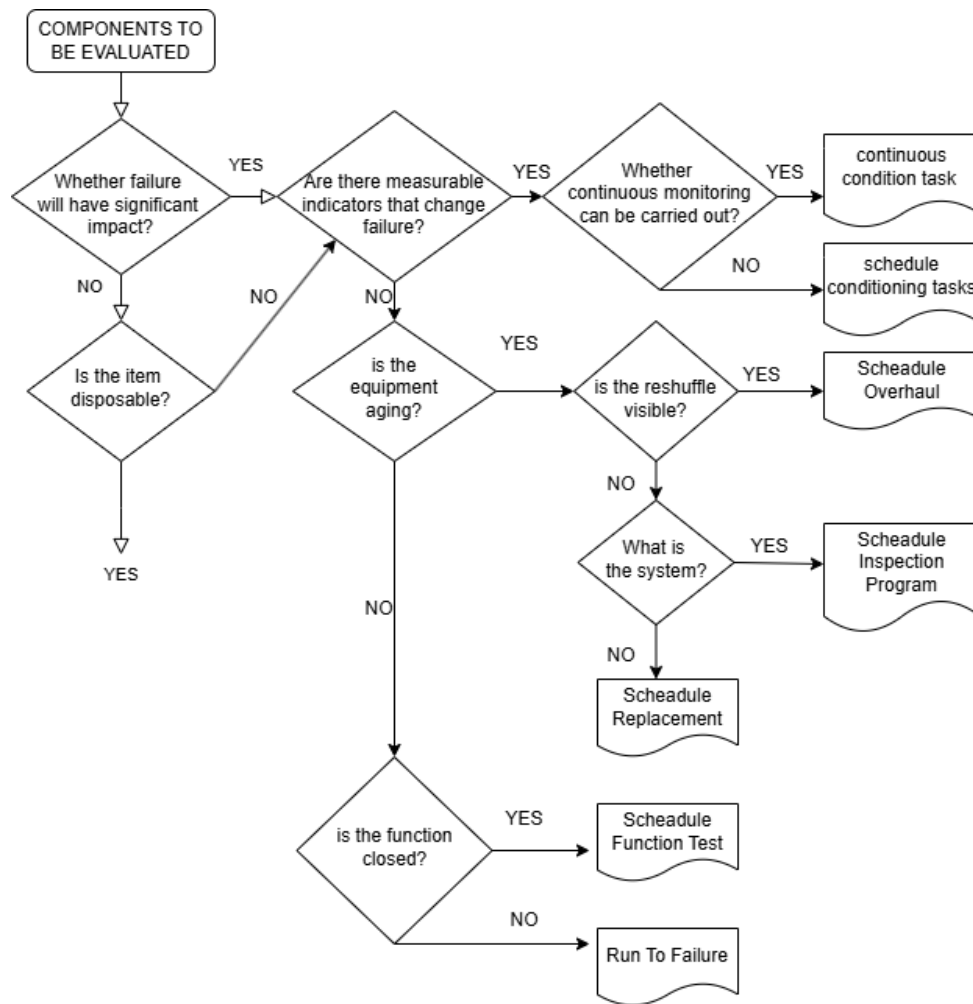 COMPONENTS TO
BE EVALUATED
Whether failure
will have significant
impact?
YES
Are there measurable
indicators that change
failure?
YES
Whether
continuous monitoring
can be carried out?
YES
continuous
condition task
NO
schedule
conditioning tasks
NO
Is the item
disposable?
NO
YES
NO
is the
equipment
aging?
YES
is the reshuffle
visible?
YES
Scheadule
Overhaul
NO
What is
the system?
YES
Scheadule
Inspection
Program
NO
Scheadule
Replacement
NO
is the function
closed?
YES
Scheadule
Function Test
NO
Run To Failure